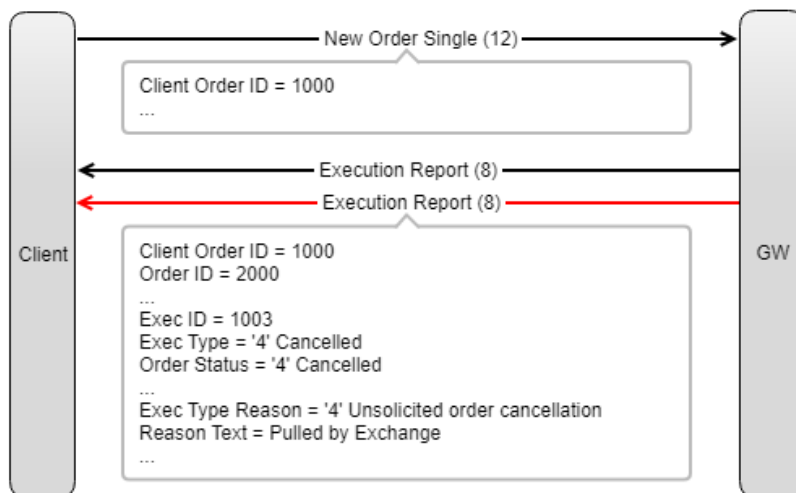 New Order Single (12)
Client Order ID = 1000
...
Execution Report (8)
Execution Report (8)
Client
GW
Client Order ID = 1000
Order ID = 2000
...
Exec ID = 1003
Exec Type = '4' Cancelled
Order Status = '4' Cancelled
...
Exec Type Reason = '4' Unsolicited order cancellation
Reason Text = Pulled by Exchange
...